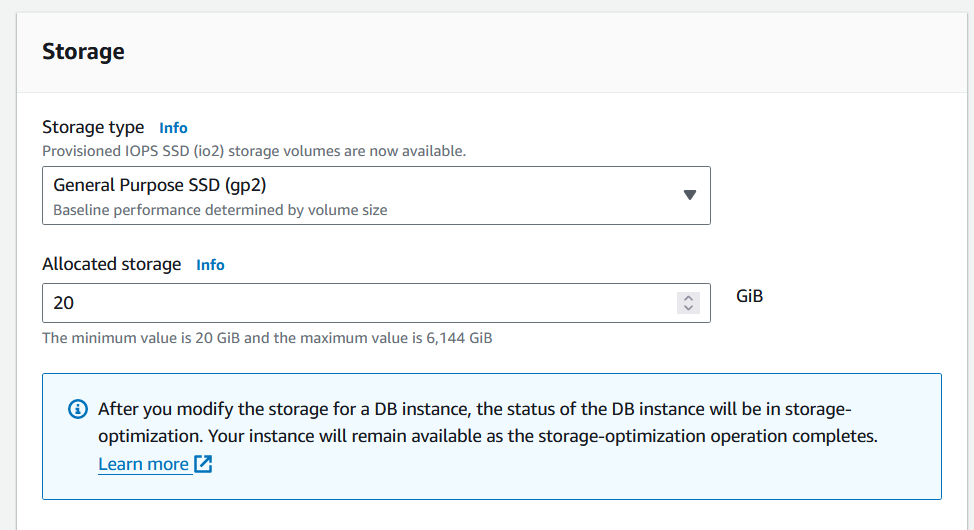 Storage
Storage type Info
Provisioned IOPS SSD (io2) storage volumes are now available.
General Purpose SSD (gp2)
Baseline performance determined by volume size
Allocated storage Info
20
GiB
The minimum value is 20 GiB and the maximum value is 6,144 GiB
After you modify the storage for a DB instance, the status of the DB instance will be in storage-
optimization. Your instance will remain available as the storage-optimization operation completes.
Learn more